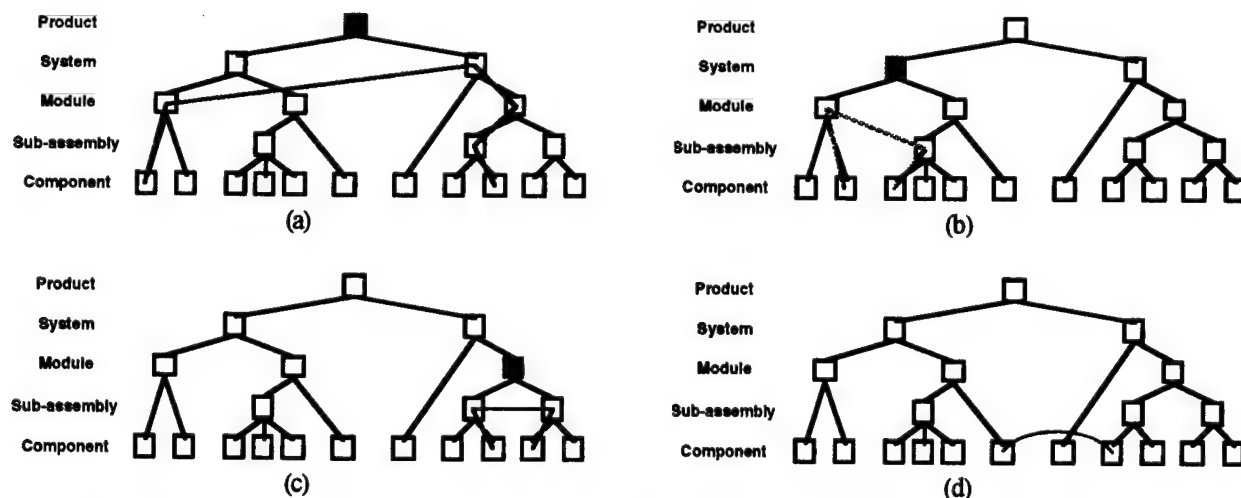 Product
System
Module
Sub-assembly
Component
(a)
Product
System
Module
Sub-assembly
Component
(b)
Product
System
Module
Sub-assembly
Component
(c)
Product
System
Module
Sub-assembly
Component
(d)